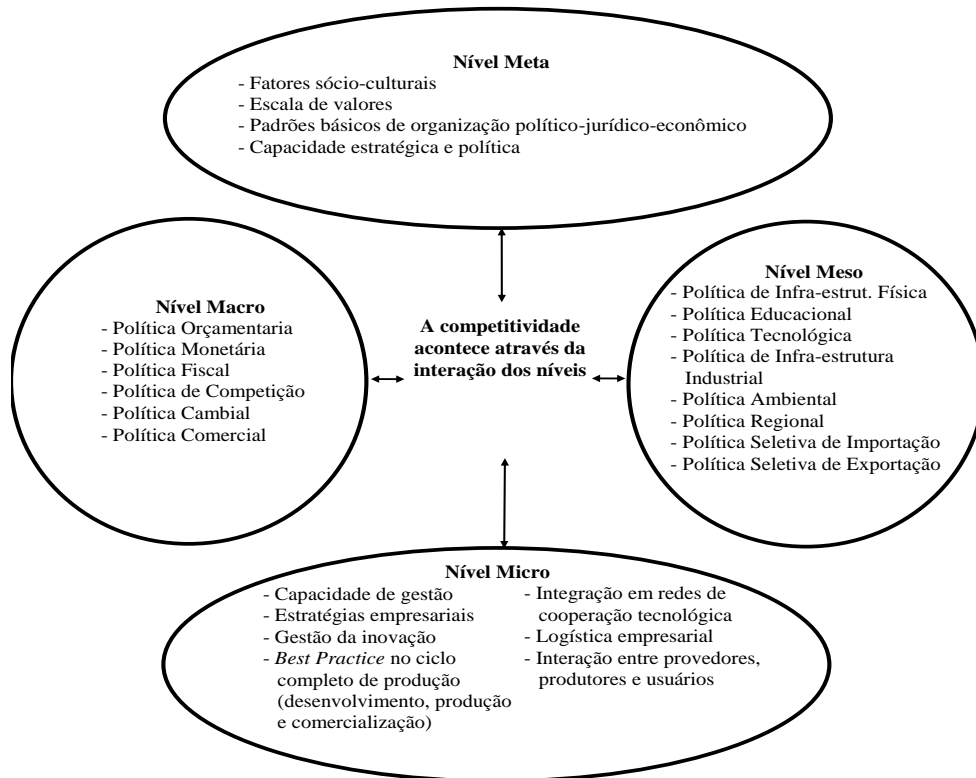 Nível Meta
- Fatores sócio-culturais
- Escala de valores
- Padrões básicos de organização político-jurídico-econômico
- Capacidade estratégica e política
Nível Macro
- Política Orçamentaria
- Política Monetária
- Política Fiscal
- Política de Competição
- Política Cambial
- Política Comercial
A competitividade
acontece através da
interação dos níveis
Nível Meso
- Política de Infra-estrut. Física
- Política Educacional
- Política Tecnológica
- Política de Infra-estrutura
Industrial
- Política Ambiental
- Política Regional
- Política Seletiva de Importação
- Política Seletiva de Exportação
Nível Micro
- Capacidade de gestão
- Estratégias empresariais
- Gestão da inovação
- Best Practice no ciclo
completo de produção
(desenvolvimento, produção
e comercialização)
- Integração em redes de
cooperação tecnológica
- Logística empresarial
- Interação entre provedores,
produtores e usuários